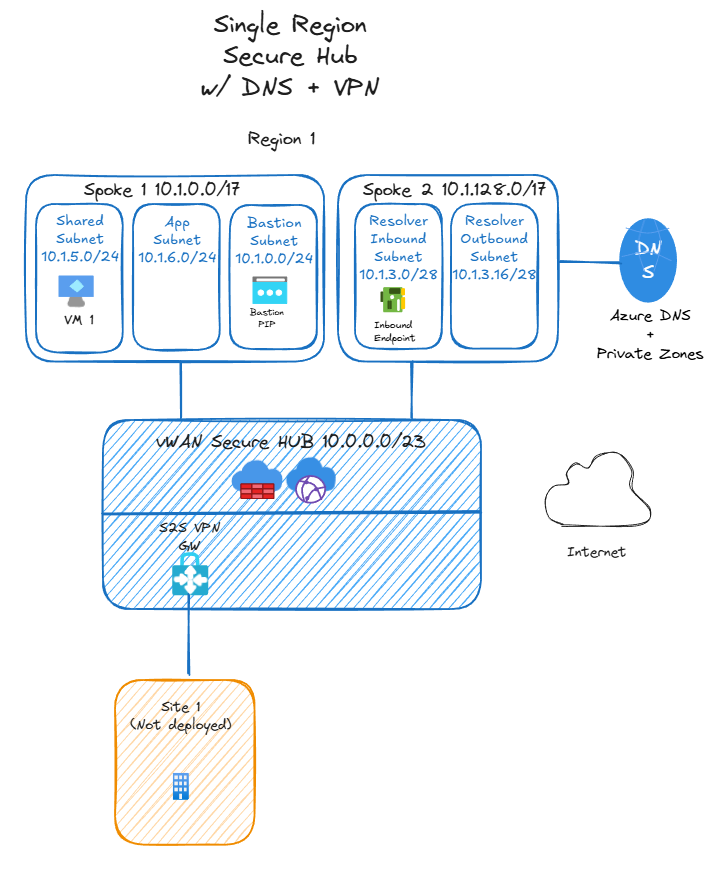 Single Region
Secure Hub
w/ DNS + VPN
Region 1
Spoke 1 10.1.0.0/17
Shared
Subnet
10.1.5.0/24
VM 1
App
Subnet
10.1.6.0/24
Bastion
Subnet
10.1.0.0/24
Bastion
PIP
Spoke 2 10.1.128.0/17
Resolver
Inbound
Subnet
10.1.3.0/28
Inbound
Endpoint
Resolver
Outbound
Subnet
10.1.3.16/28
DN
S
Azure DNS
+
Private Zones
vWAN Secure HUB 10.0.0.0/23
S2S VPN
GW
Internet
Site 1
(Not deployed)